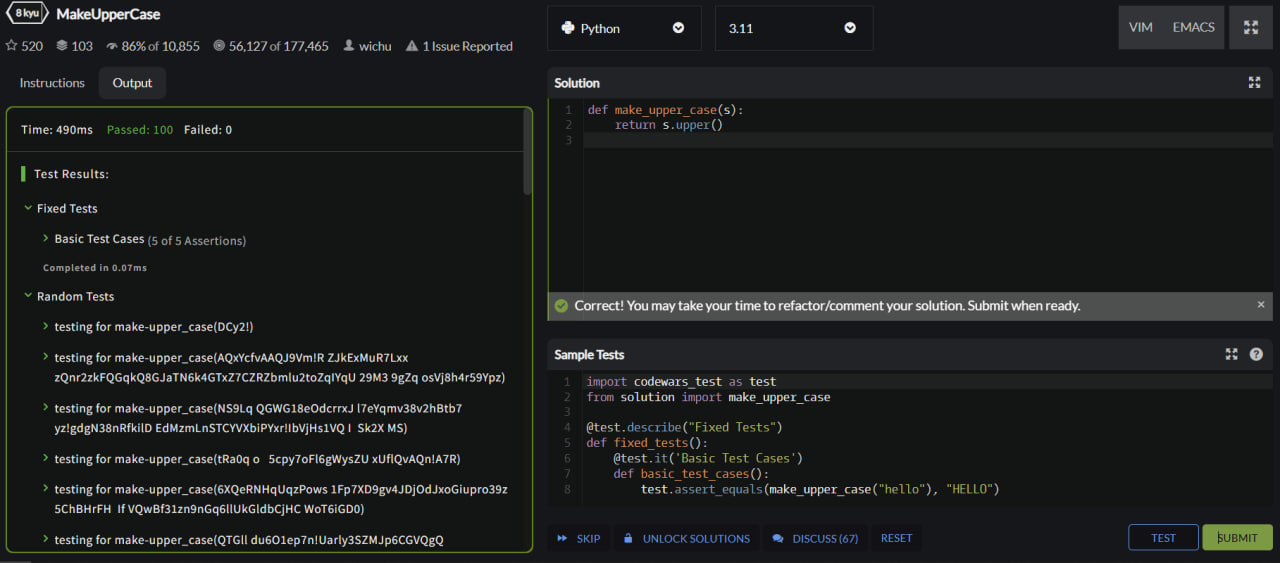 8 kyu MakeUpperCase
520 103 86% of 10,855 56,127 of 177,465 wichu 1 Issue Reported
Instructions Output
Time: 490ms Passed: 100 Failed: 0
Test Results:
Fixed Tests
Basic Test Cases (5 of 5 Assertions)
Completed in 0.07ms
Random Tests
testing for make-upper_case(DCy2!)
testing for make-upper_case(AQxYcfvAAQJ9Vm!R ZJkExMuR7Lxx
zQnr2zkFQGqkQ8GJaTN6k4GTxZ7CZRZbmlu2toZqIYqU 29M3 9gZq osVj8h4r59Ypz)
testing for make-upper_case(NS9Lq QGWG18eOdcrrxJ l7eYqmv38v2hBtb7
yz!gdgN38nRfkilD EdMzmLnSTCYVXbiPYxr!IbVjHs1VQ I  Sk2X MS)
testing for make-upper_case(tRa0q o   5cpy7oFl6gWysZU xUflQvAQn!A7R)
testing for make-upper_case(6XQeRNHqUqzPows 1Fp7XD9gv4JDjOdJxoGiupro39z
5ChBHrFH  If VQwBf31zn9nGq6llUkGldbCjHC WoT6iGD0)
testing for make-upper_case(QTGll du6O1ep7n!Uarly3SZMJp6CGVQgQ
Python 3.11 VIM EMACS
Solution
1 def make_upper_case(s):
2     return s.upper()
3
Correct! You may take your time to refactor/comment your solution. Submit when ready. ×
Sample Tests ?
1 import codewars_test as test
2 from solution import make_upper_case
3
4 @test.describe("Fixed Tests")
5 def fixed_tests():
6     @test.it('Basic Test Cases')
7     def basic_test_cases():
8         test.assert_equals(make_upper_case("hello"), "HELLO")
SKIP UNLOCK SOLUTIONS DISCUSS (67) RESET TEST SUBMIT